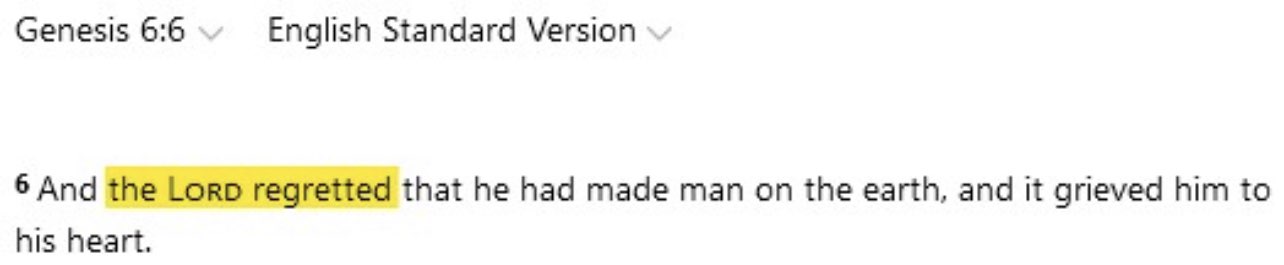 Genesis 6:6 English Standard Version
6 And the LORD regretted that he had made man on the earth, and it grieved him to
his heart.